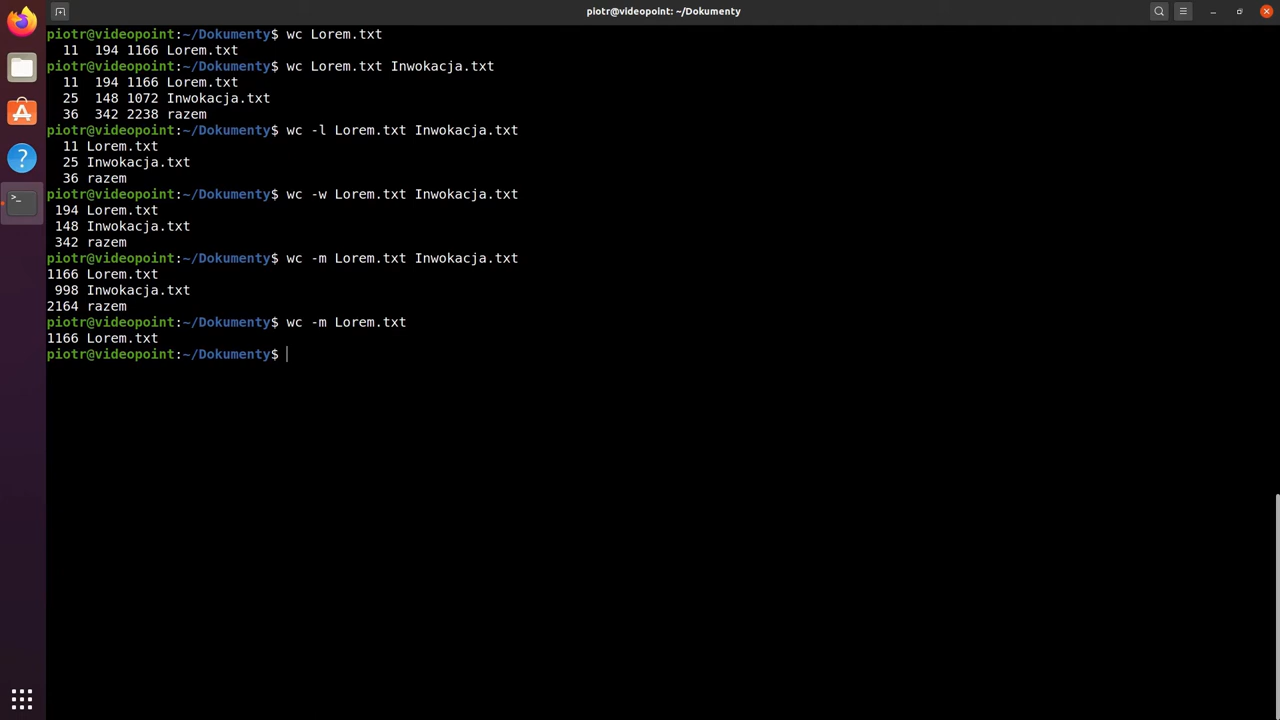 piotr@videopoint: ~/Dokumenty
piotr@videopoint:~/Dokumenty$ wc Lorem.txt
  11  194 1166 Lorem.txt
piotr@videopoint:~/Dokumenty$ wc Lorem.txt Inwokacja.txt
  11  194 1166 Lorem.txt
  25  148 1072 Inwokacja.txt
  36  342 2238 razem
piotr@videopoint:~/Dokumenty$ wc -l Lorem.txt Inwokacja.txt
  11 Lorem.txt
  25 Inwokacja.txt
  36 razem
piotr@videopoint:~/Dokumenty$ wc -w Lorem.txt Inwokacja.txt
 194 Lorem.txt
 148 Inwokacja.txt
 342 razem
piotr@videopoint:~/Dokumenty$ wc -m Lorem.txt Inwokacja.txt
1166 Lorem.txt
 998 Inwokacja.txt
2164 razem
piotr@videopoint:~/Dokumenty$ wc -m Lorem.txt
1166 Lorem.txt
piotr@videopoint:~/Dokumenty$